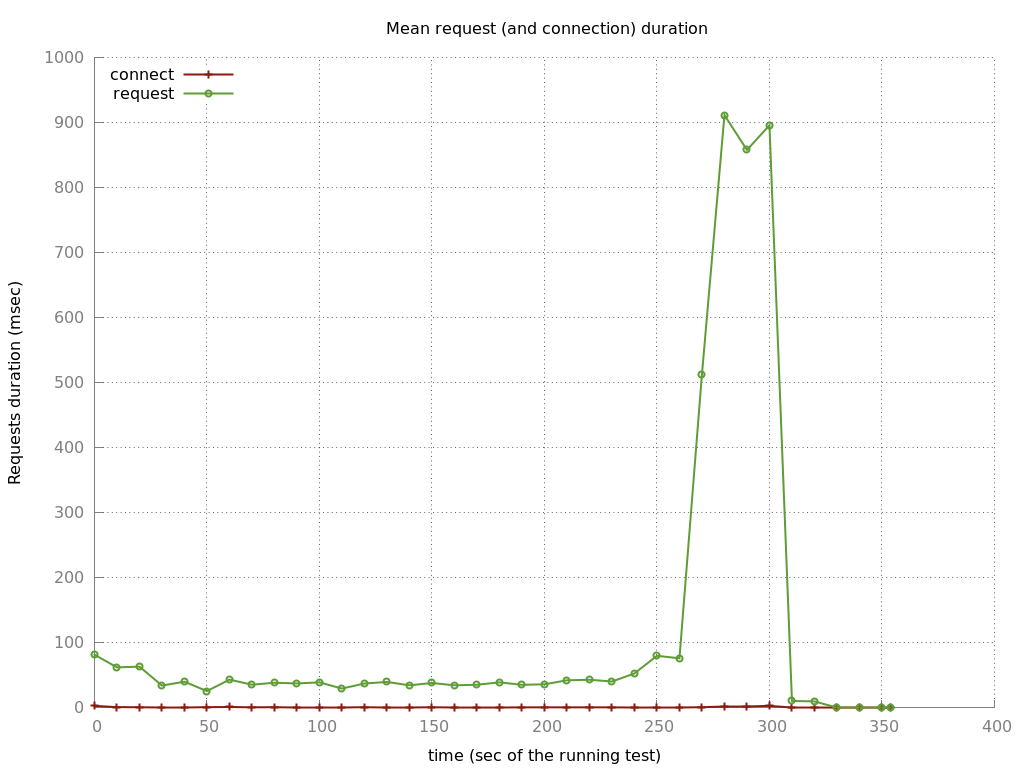 Mean request (and connection) duration
1000
900
800
700
600
500
400
300
200
100
0
connect
request
Requests duration (msec)
0 50 100 150 200 250 300 350 400
time (sec of the running test)